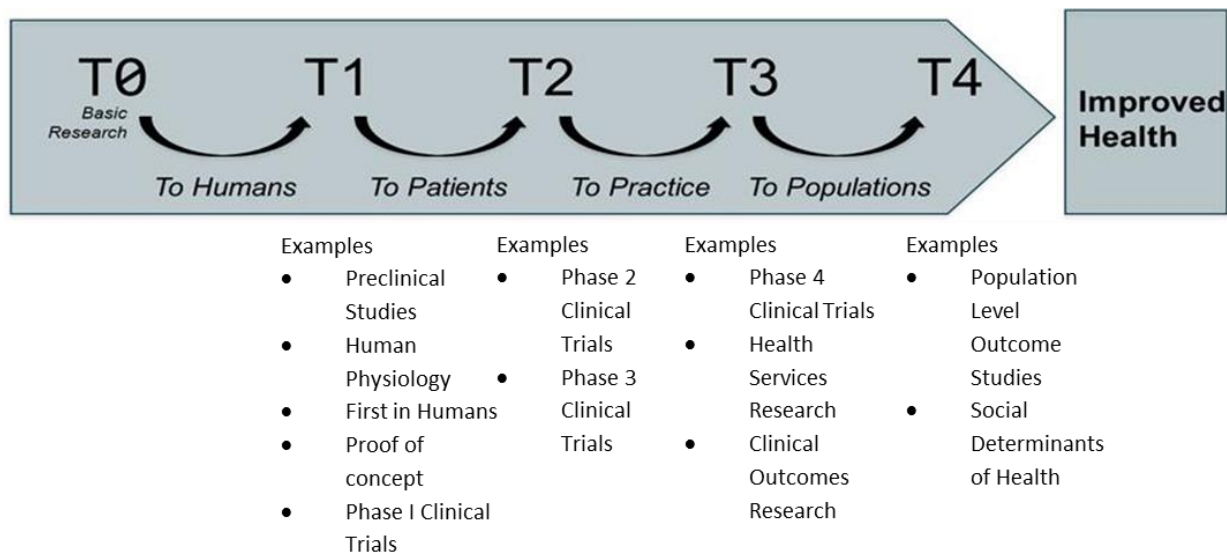 T0 T1 T2 T3 T4
Basic
Research
To Humans To Patients To Practice To Populations
Improved
Health
Examples
• Preclinical
Studies
• Human
Physiology
• First in Humans
• Proof of
concept
• Phase I Clinical
Trials
Examples
• Phase 2
Clinical
Trials
• Phase 3
Clinical
Trials
Examples
• Phase 4
Clinical Trials
• Health
Services
Research
• Clinical
Outcomes
Research
Examples
• Population
Level
Outcome
Studies
• Social
Determinants
of Health